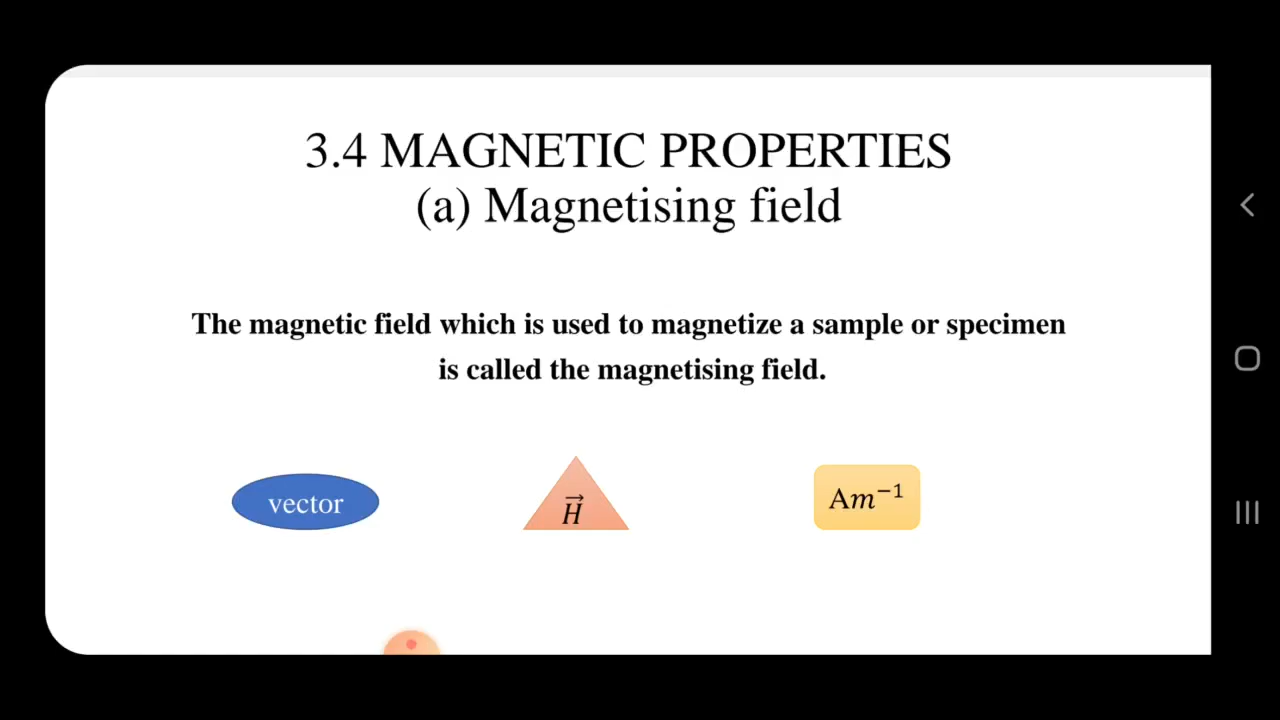 3.4 MAGNETIC PROPERTIES
(a) Magnetising field
The magnetic field which is used to magnetize a sample or specimen
is called the magnetising field.
vector
$\vec{H}$
A$m^{-1}$